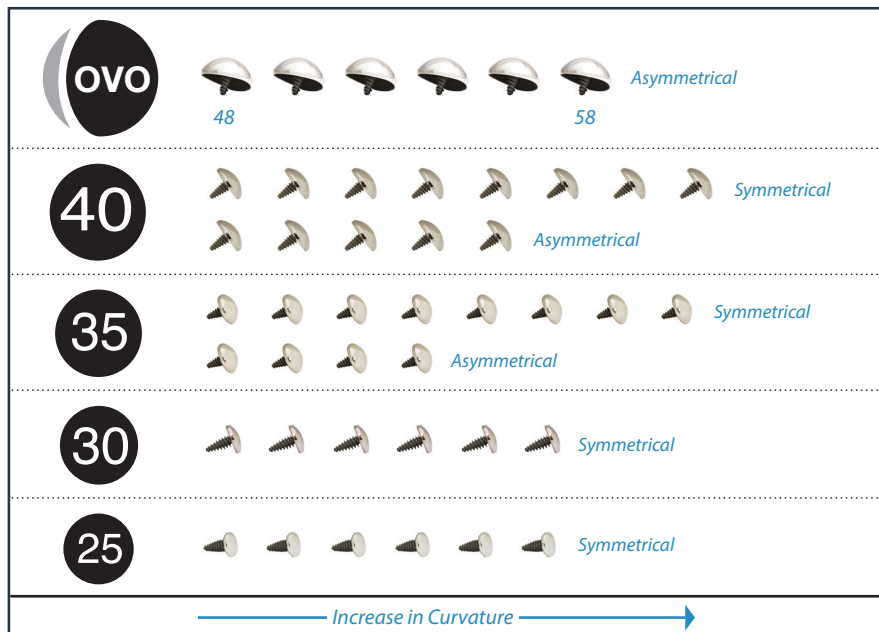 OVO
Asymmetrical
48
58
40
Symmetrical
Asymmetrical
35
Symmetrical
Asymmetrical
30
Symmetrical
25
Symmetrical
Increase in Curvature